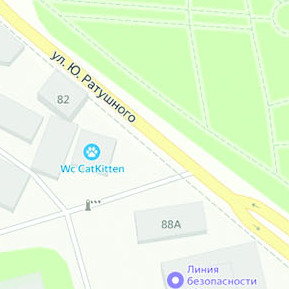 ул. Ю. Ратушного
82
Wc CatKitten
88А
Линия
безопасности